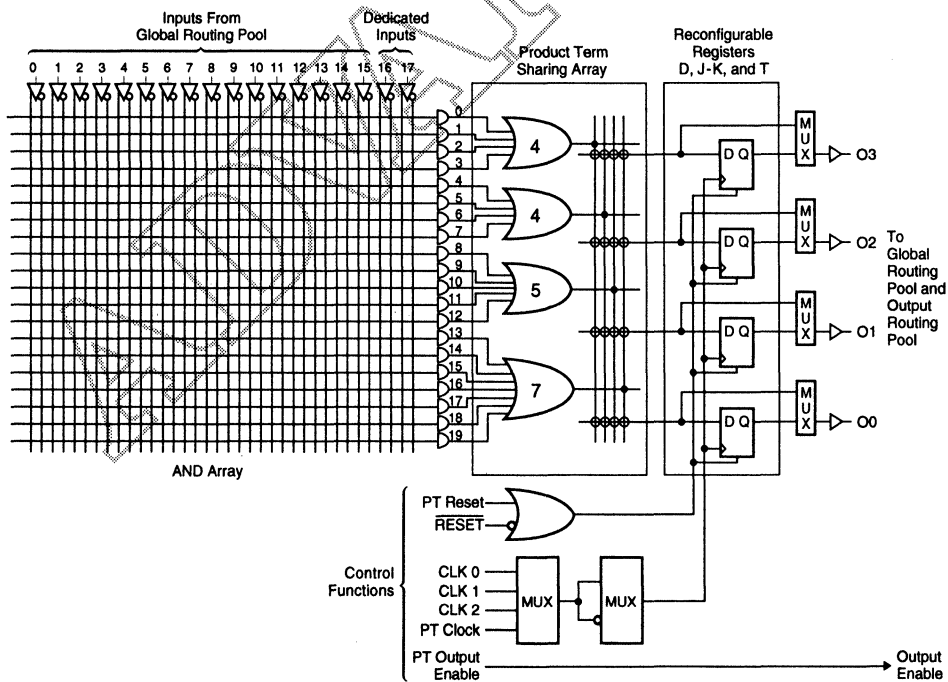 Inputs From
Global Routing Pool
Dedicated
Inputs
0 1 2 3 4 5 6 7 8 9 10 11 12 13 14 15 16 17
Product Term
Sharing Array
Reconfigurable
Registers
D, J-K, and T
0
1
2
3
4
5
6
7
8
9
10
11
12
13
14
15
16
17
18
19
4
4
5
7
D Q
D Q
D Q
D Q
MUX
MUX
MUX
MUX
O3
O2
O1
O0
To
Global
Routing
Pool and
Output
Routing
Pool
AND Array
Control
Functions
PT Reset
RESET
CLK 0
CLK 1
CLK 2
PT Clock
MUX
MUX
PT Output
Enable
Output
Enable